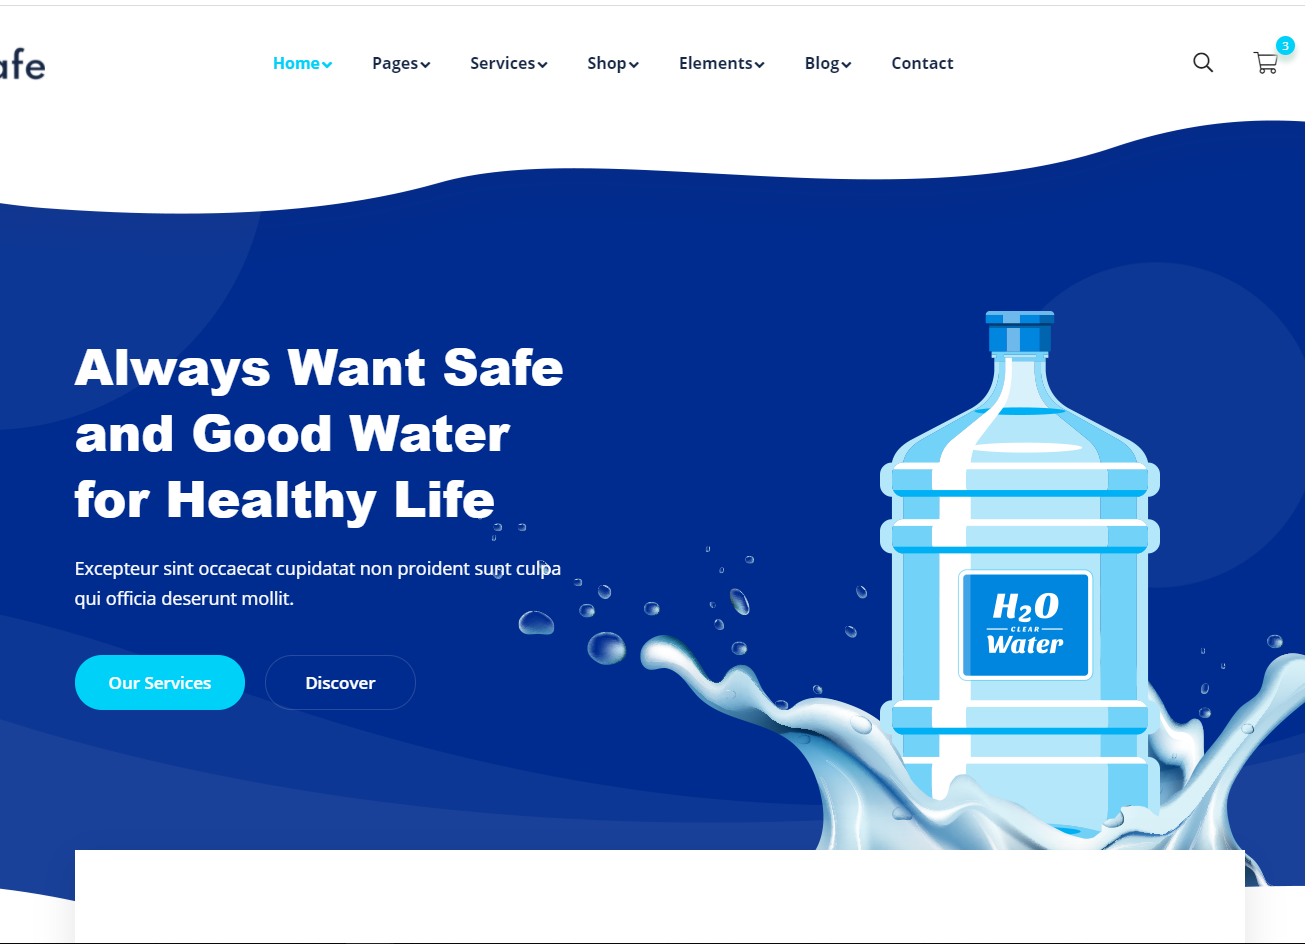 afe
Home
Pages
Services
Shop
Elements
Blog
Contact
3
Always Want Safe
and Good Water
for Healthy Life
Excepteur sint occaecat cupidatat non proident sunt culpa
qui officia deserunt mollit.
Our Services
Discover
H2O
CLEAR
Water